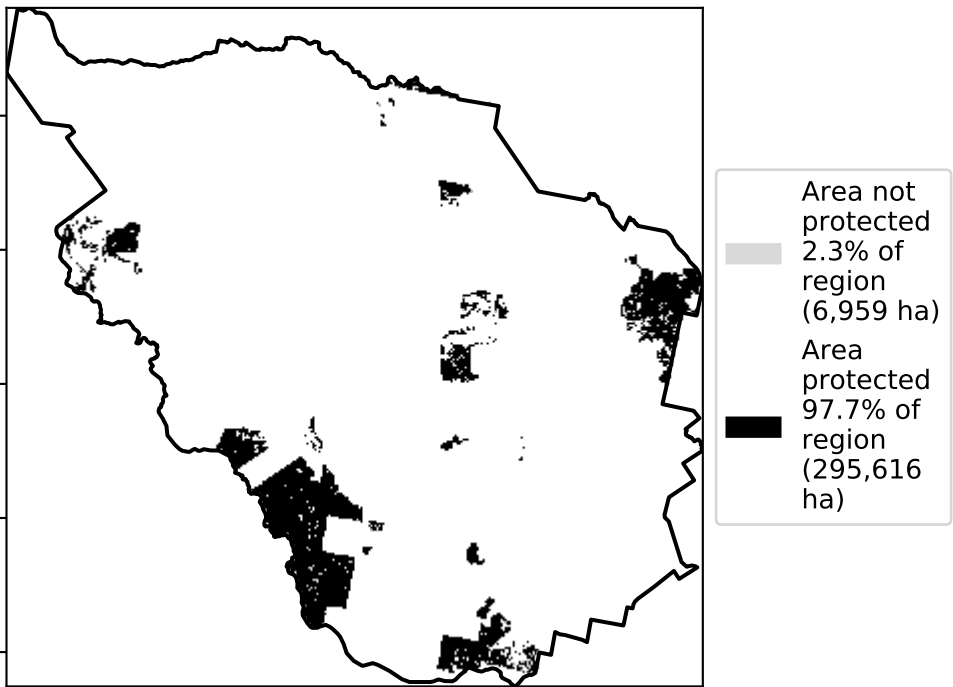 Area not
protected
2.3% of
region
(6,959 ha)
Area
protected
97.7% of
region
(295,616
ha)